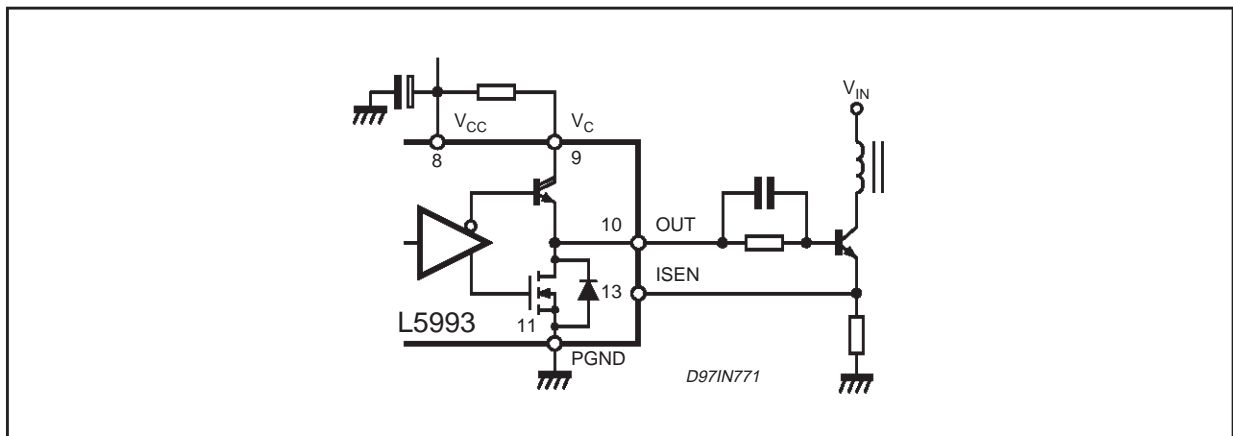 V_IN
V_CC
V_C
8
9
10
OUT
ISEN
13
11
L5993
PGND
D97IN771